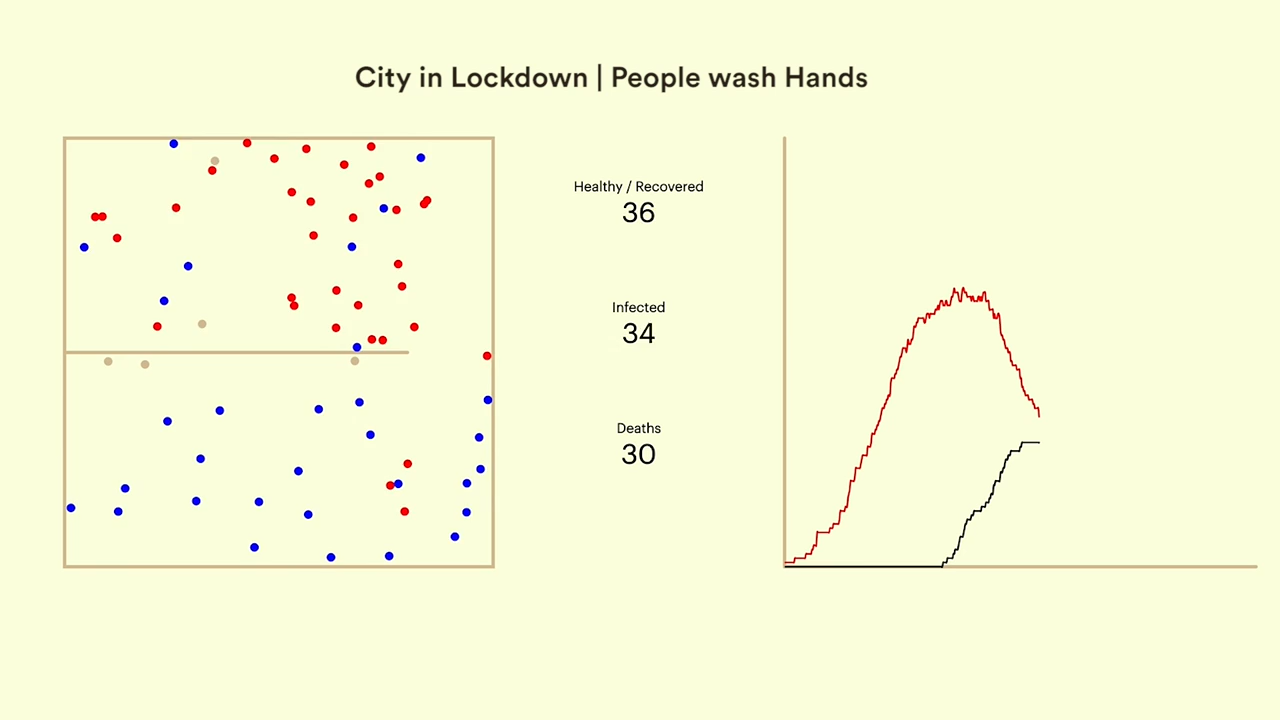 City in Lockdown | People wash Hands
Healthy / Recovered
36
Infected
34
Deaths
30